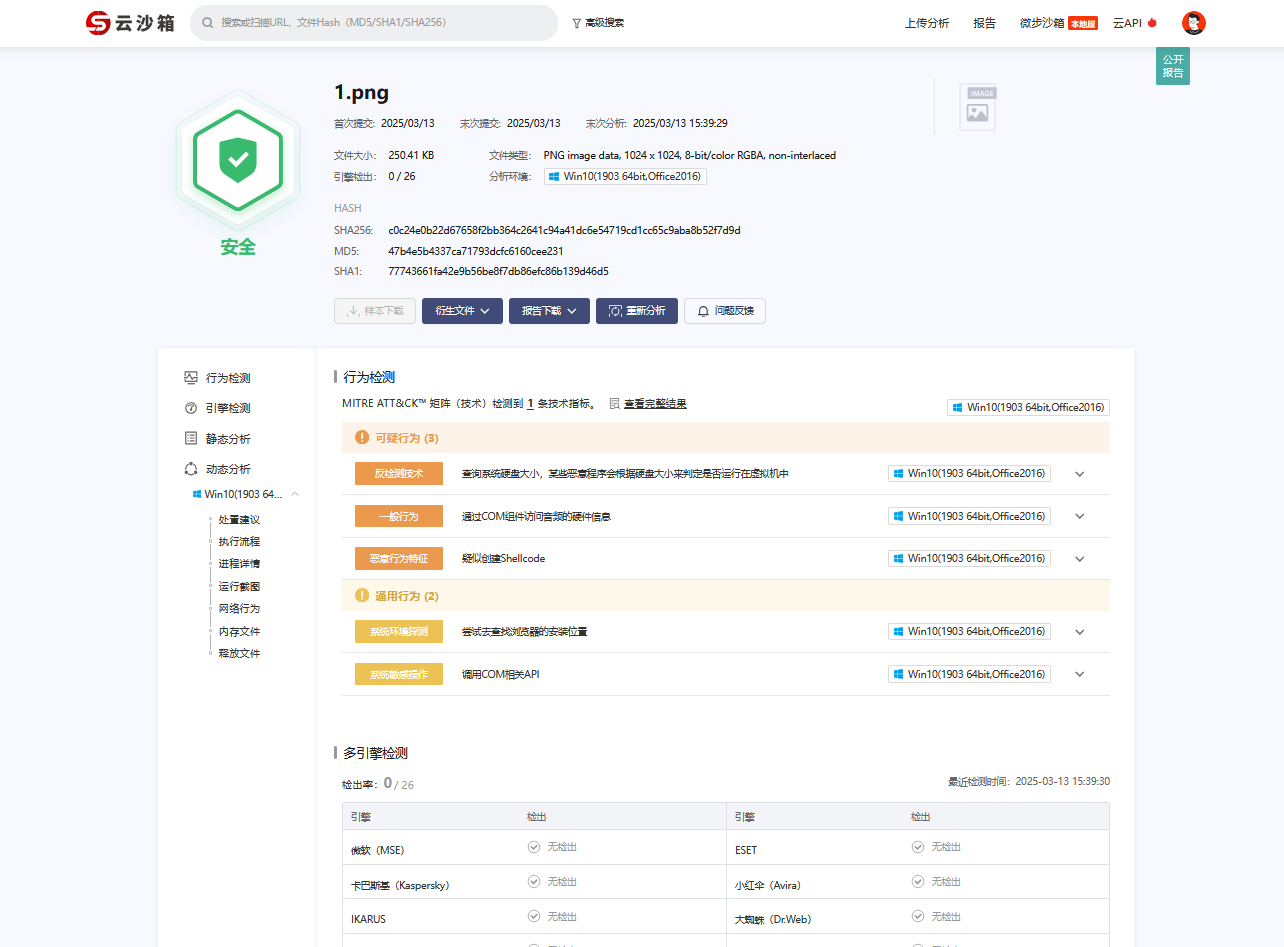 云沙箱
搜索或扫描URL、文件Hash（MD5/SHA1/SHA256）
高级搜索
上传分析
报告
微步沙箱 本地版
云API
公开
报告
安全
1.png
首次提交: 2025/03/13 末次提交: 2025/03/13 末次分析: 2025/03/13 15:39:29
文件大小: 250.41 KB 文件类型: PNG image data, 1024 x 1024, 8-bit/color RGBA, non-interlaced
引擎检出: 0 / 26 分析环境: Win10(1903 64bit,Office2016)
IMAGE
HASH
SHA256: c0c24e0b22d67658f2bb364c2641c94a41dc6e54719cd1cc65c9aba8b52f7d9d
MD5: 47b4e5b4337ca71793dcfc6160cee231
SHA1: 77743661fa42e9b56be8f7db86efc86b139d46d5
样本下载 衍生文件 报告下载 重新分析 问题反馈
行为检测
引擎检测
静态分析
动态分析
Win10(1903 64...
处置建议
执行流程
进程详情
运行截图
网络行为
内存文件
释放文件
行为检测
MITRE ATT&CK™ 矩阵（技术）检测到 1 条技术指标。 查看完整结果
Win10(1903 64bit,Office2016)
可疑行为 (3)
反检测技术 查询系统硬盘大小，某些恶意程序会根据硬盘大小来判定是否运行在虚拟机中 Win10(1903 64bit,Office2016)
一般行为 通过COM组件访问音频的硬件信息 Win10(1903 64bit,Office2016)
恶意行为特征 疑似创建Shellcode Win10(1903 64bit,Office2016)
通用行为 (2)
系统环境探测 尝试去查找浏览器的安装位置 Win10(1903 64bit,Office2016)
系统敏感操作 调用COM相关API Win10(1903 64bit,Office2016)
多引擎检测
检出率: 0 / 26
最近检测时间: 2025-03-13 15:39:30
引擎 检出 引擎 检出
微软（MSE） 无检出 ESET 无检出
卡巴斯基（Kaspersky） 无检出 小红伞（Avira） 无检出
IKARUS 无检出 大蜘蛛（Dr.Web） 无检出